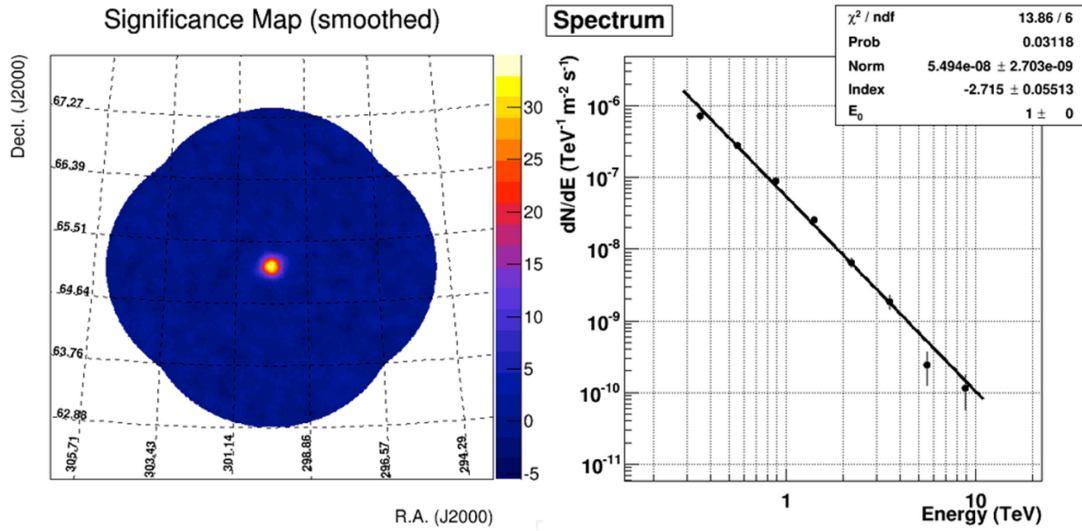 Significance Map (smoothed)
Decl. (J2000)
67.27
66.39
65.51
64.64
63.76
62.88
305.71
303.43
301.14
298.86
296.57
294.29
R.A. (J2000)
30
25
20
15
10
5
0
-5
Spectrum
χ² / ndf 13.86 / 6
Prob 0.03118
Norm 5.494e-08 ± 2.703e-09
Index -2.715 ± 0.05513
E₀ 1 ± 0
dN/dE (TeV⁻¹ m⁻² s⁻¹)
10⁻⁶
10⁻⁷
10⁻⁸
10⁻⁹
10⁻¹⁰
10⁻¹¹
1
10
Energy (TeV)